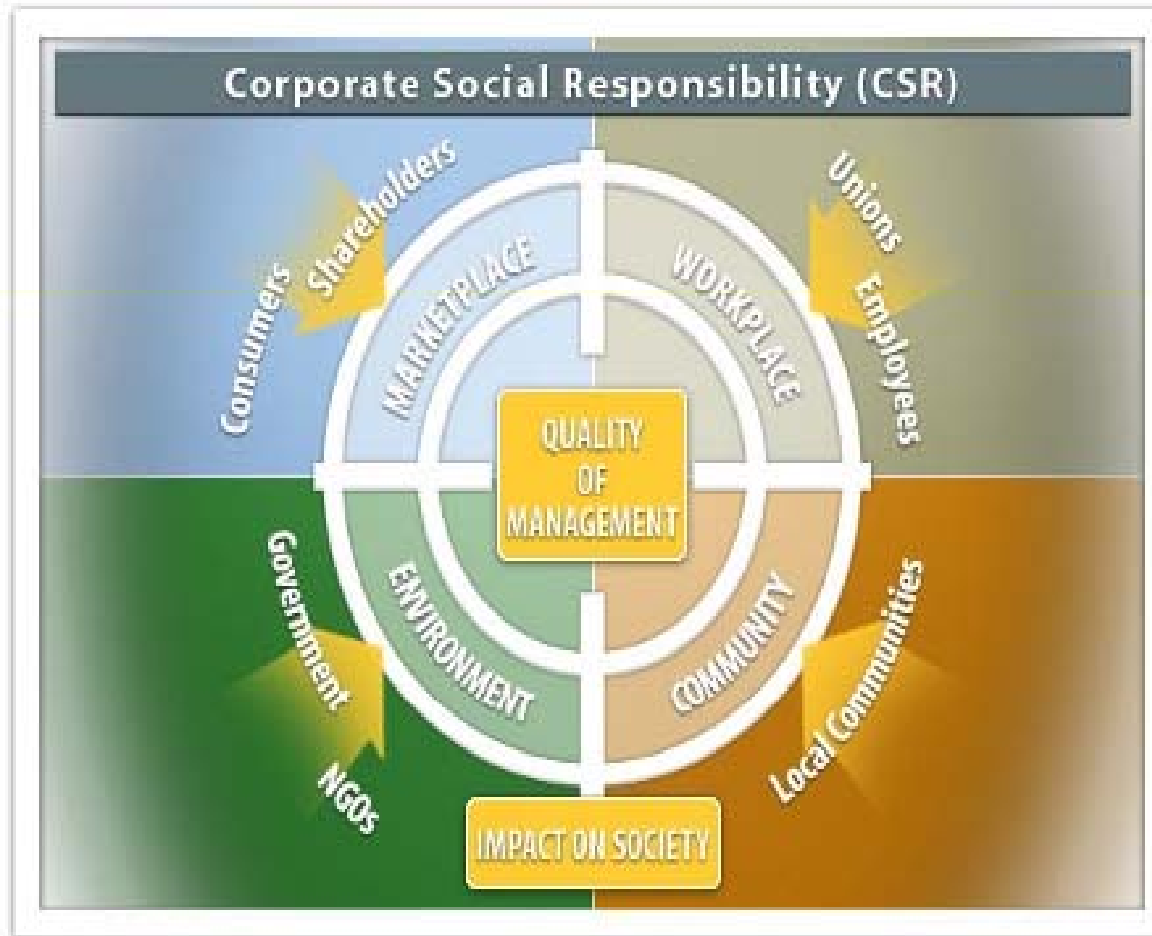 Corporate Social Responsibility (CSR)
Consumers
Shareholders
Unions
Employees
MARKETPLACE
WORKPLACE
QUALITY
OF
MANAGEMENT
ENVIRONMENT
COMMUNITY
Government
NGOs
Local Communities
IMPACT ON SOCIETY